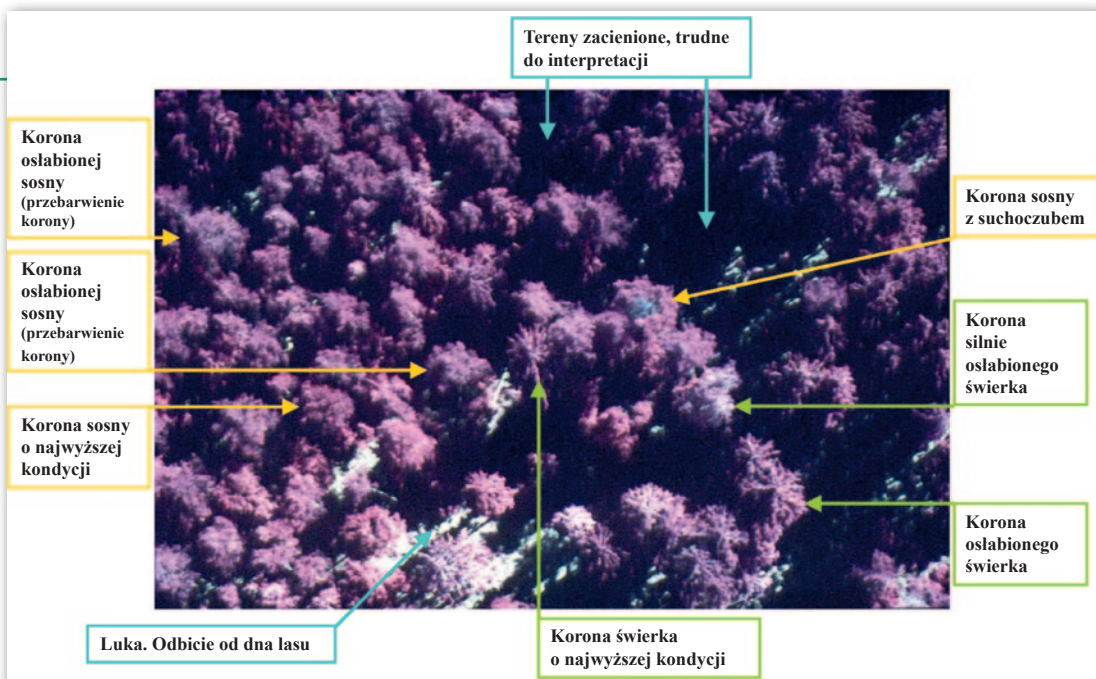 Tereny zacienione, trudne
do interpretacji
Korona
osłabionej
sosny
(przebarwienie
korony)
Korona
osłabionej
sosny
(przebarwienie
korony)
Korona sosny
o najwyższej
kondycji
Korona sosny
z suchoczubem
Korona
silnie
osłabionego
świerka
Korona
osłabionego
świerka
Luka. Odbicie od dna lasu
Korona świerka
o najwyższej kondycji